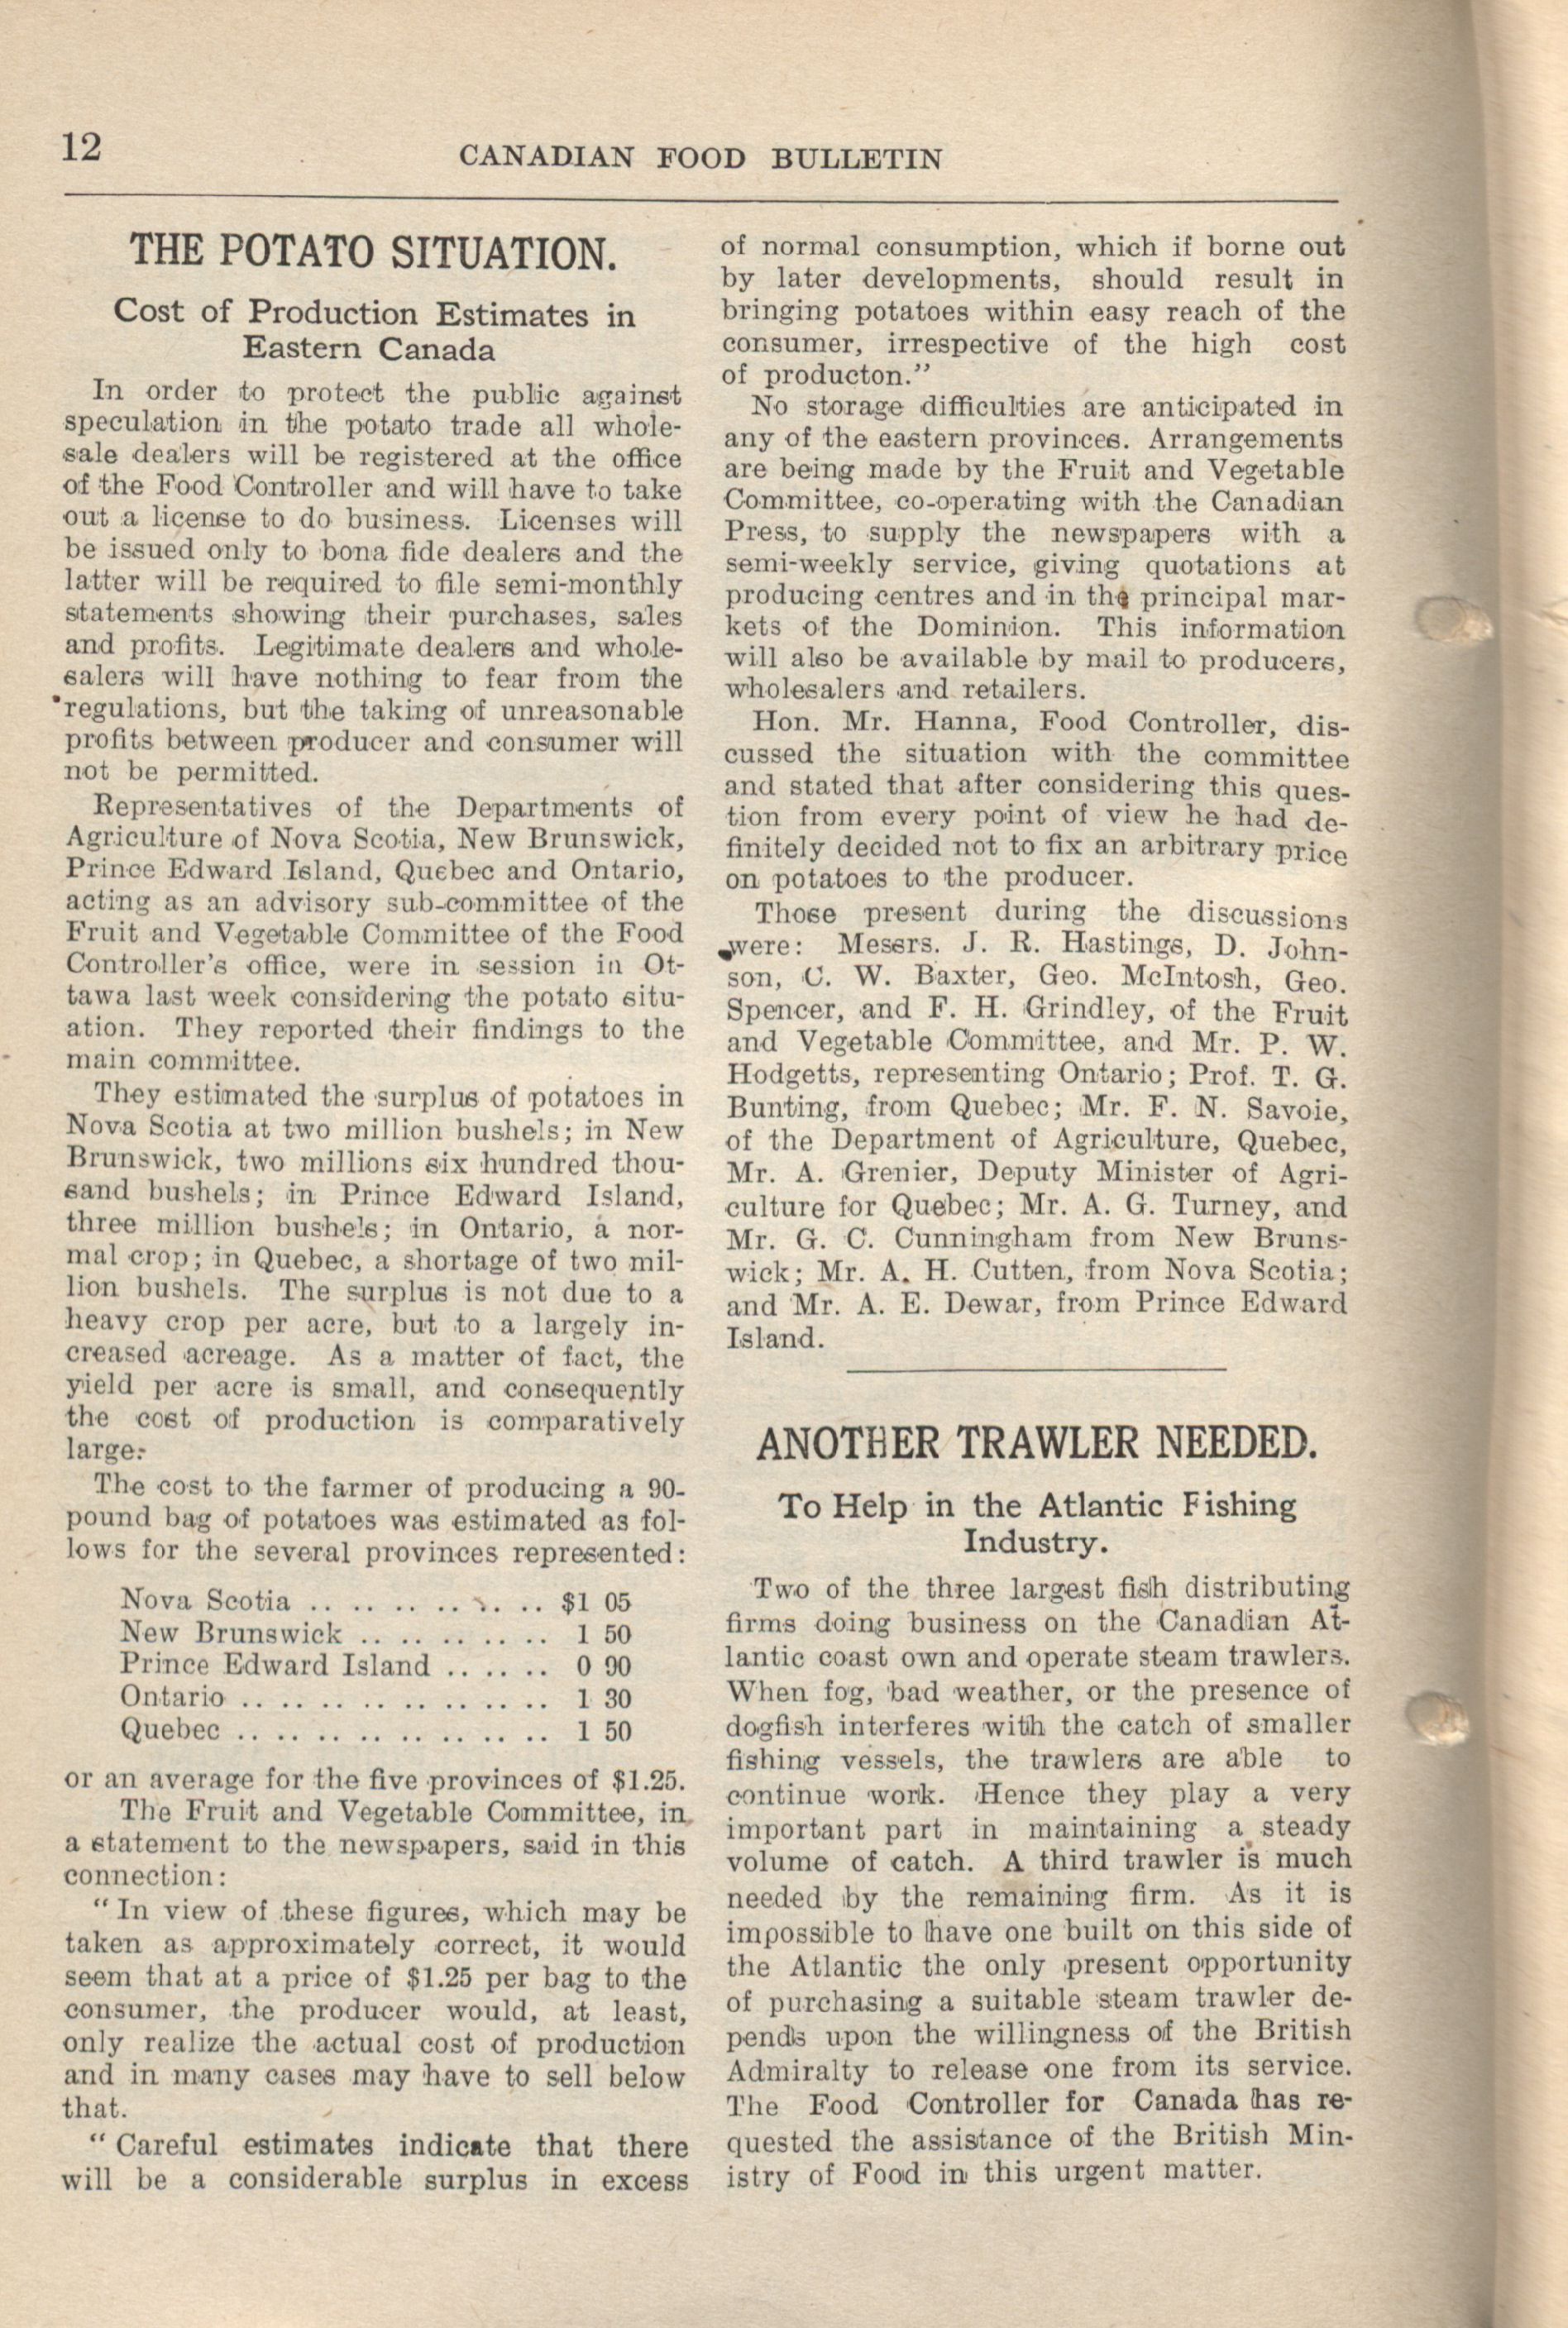 12
CANADIAN FOOD BULLETIN
THE POTATO SITUATION.
Cost of Production Estimates in
Eastern Canada
In order to protect the public against
speculation in the potato trade all whole-
sale dealers will be registered at the office
of the Food Controller and will have to take
out a license to do business. Licenses will
be issued only to bona fide dealers and the
latter will be required to file semi-monthly
statements showing their purchases, sales
and profits. Legitimate dealers and whole-
salers will have nothing to fear from the
regulations, but the taking of unreasonable
profits between producer and consumer will
not be permitted.
Representatives of the Departments of
Agriculture of Nova Scotia, New Brunswick,
Prince Edward Island, Quebec and Ontario,
acting as an advisory sub-committee of the
Fruit and Vegetable Committee of the Food
Controller's office, were in session in Ot-
tawa last week considering the potato situ-
ation. They reported their findings to the
main committee.
They estimated the surplus of potatoes in
Nova Scotia at two million bushels; in New
Brunswick, two millions six hundred thou-
sand bushels; in Prince Edward Island,
three million bushels; in Ontario, a nor-
mal crop; in Quebec, a shortage of two mil-
lion bushels. The surplus is not due to a
heavy crop per acre, but to a largely in-
creased acreage. As a matter of fact, the
yield per acre is small, and consequently
the cost of production is comparatively
large.
The cost to the farmer of producing a 90-
pound bag of potatoes was estimated as fol-
lows for the several provinces represented:
Nova Scotia .. .. .. .. .. .. $1 05
New Brunswick .. .. .. .. .. 1 50
Prince Edward Island .. .. .. 0 90
Ontario .. .. .. .. .. .. .. .. 1 30
Quebec .. .. .. .. .. .. .. .. 1 50
or an average for the five provinces of $1.25.
The Fruit and Vegetable Committee, in
a statement to the newspapers, said in this
connection:
"In view of these figures, which may be
taken as approximately correct, it would
seem that at a price of $1.25 per bag to the
consumer, the producer would, at least,
only realize the actual cost of production
and in many cases may have to sell below
that.
"Careful estimates indicate that there
will be a considerable surplus in excess
of normal consumption, which if borne out
by later developments, should result in
bringing potatoes within easy reach of the
consumer, irrespective of the high cost
of producton."
No storage difficulties are anticipated in
any of the eastern provinces. Arrangements
are being made by the Fruit and Vegetable
Committee, co-operating with the Canadian
Press, to supply the newspapers with a
semi-weekly service, giving quotations at
producing centres and in the principal mar-
kets of the Dominion. This information
will also be available by mail to producers,
wholesalers and retailers.
Hon. Mr. Hanna, Food Controller, dis-
cussed the situation with the committee
and stated that after considering this ques-
tion from every point of view he had de-
finitely decided not to fix an arbitrary price
on potatoes to the producer.
Those present during the discussions
were: Messrs. J. R. Hastings, D. John-
son, C. W. Baxter, Geo. McIntosh, Geo.
Spencer, and F. H. Grindley, of the Fruit
and Vegetable Committee, and Mr. P. W.
Hodgetts, representing Ontario; Prof. T. G.
Bunting, from Quebec; Mr. F. N. Savoie,
of the Department of Agriculture, Quebec,
Mr. A. Grenier, Deputy Minister of Agri-
culture for Quebec; Mr. A. G. Turney, and
Mr. G. C. Cunningham from New Bruns-
wick; Mr. A. H. Cutten, from Nova Scotia;
and Mr. A. E. Dewar, from Prince Edward
Island.
ANOTHER TRAWLER NEEDED.
To Help in the Atlantic Fishing
Industry.
Two of the three largest fish distributing
firms doing business on the Canadian At-
lantic coast own and operate steam trawlers.
When fog, bad weather, or the presence of
dogfish interferes with the catch of smaller
fishing vessels, the trawlers are able to
continue work. Hence they play a very
important part in maintaining a steady
volume of catch. A third trawler is much
needed by the remaining firm. As it is
impossible to have one built on this side of
the Atlantic the only present opportunity
of purchasing a suitable steam trawler de-
pends upon the willingness of the British
Admiralty to release one from its service.
The Food Controller for Canada has re-
quested the assistance of the British Min-
istry of Food in this urgent matter.